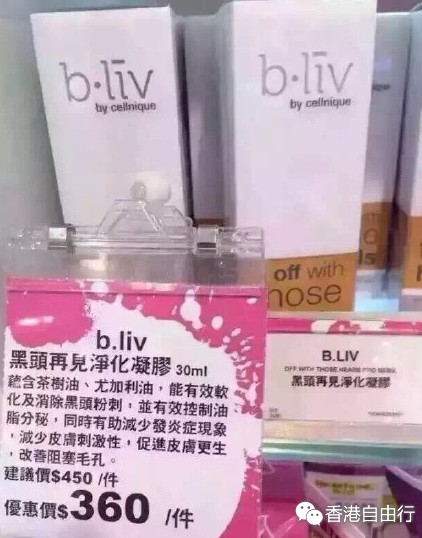 b·līv
by cellnique
b·līv
by cellnique
off with
nose
b.liv
黑頭再見淨化凝膠 30ml
蘊含茶樹油、尤加利油，能有效軟
化及消除黑頭粉刺，並有效控制油
脂分秘，同時有助減少發炎症現象
，減少皮膚刺激性，促進皮膚更生
，改善阻塞毛孔。
建議價$450 /件
優惠價$360 /件
B.LIV
OFF WITH THOSE HEADS PRO
黑頭再見淨化凝膠
香港自由行